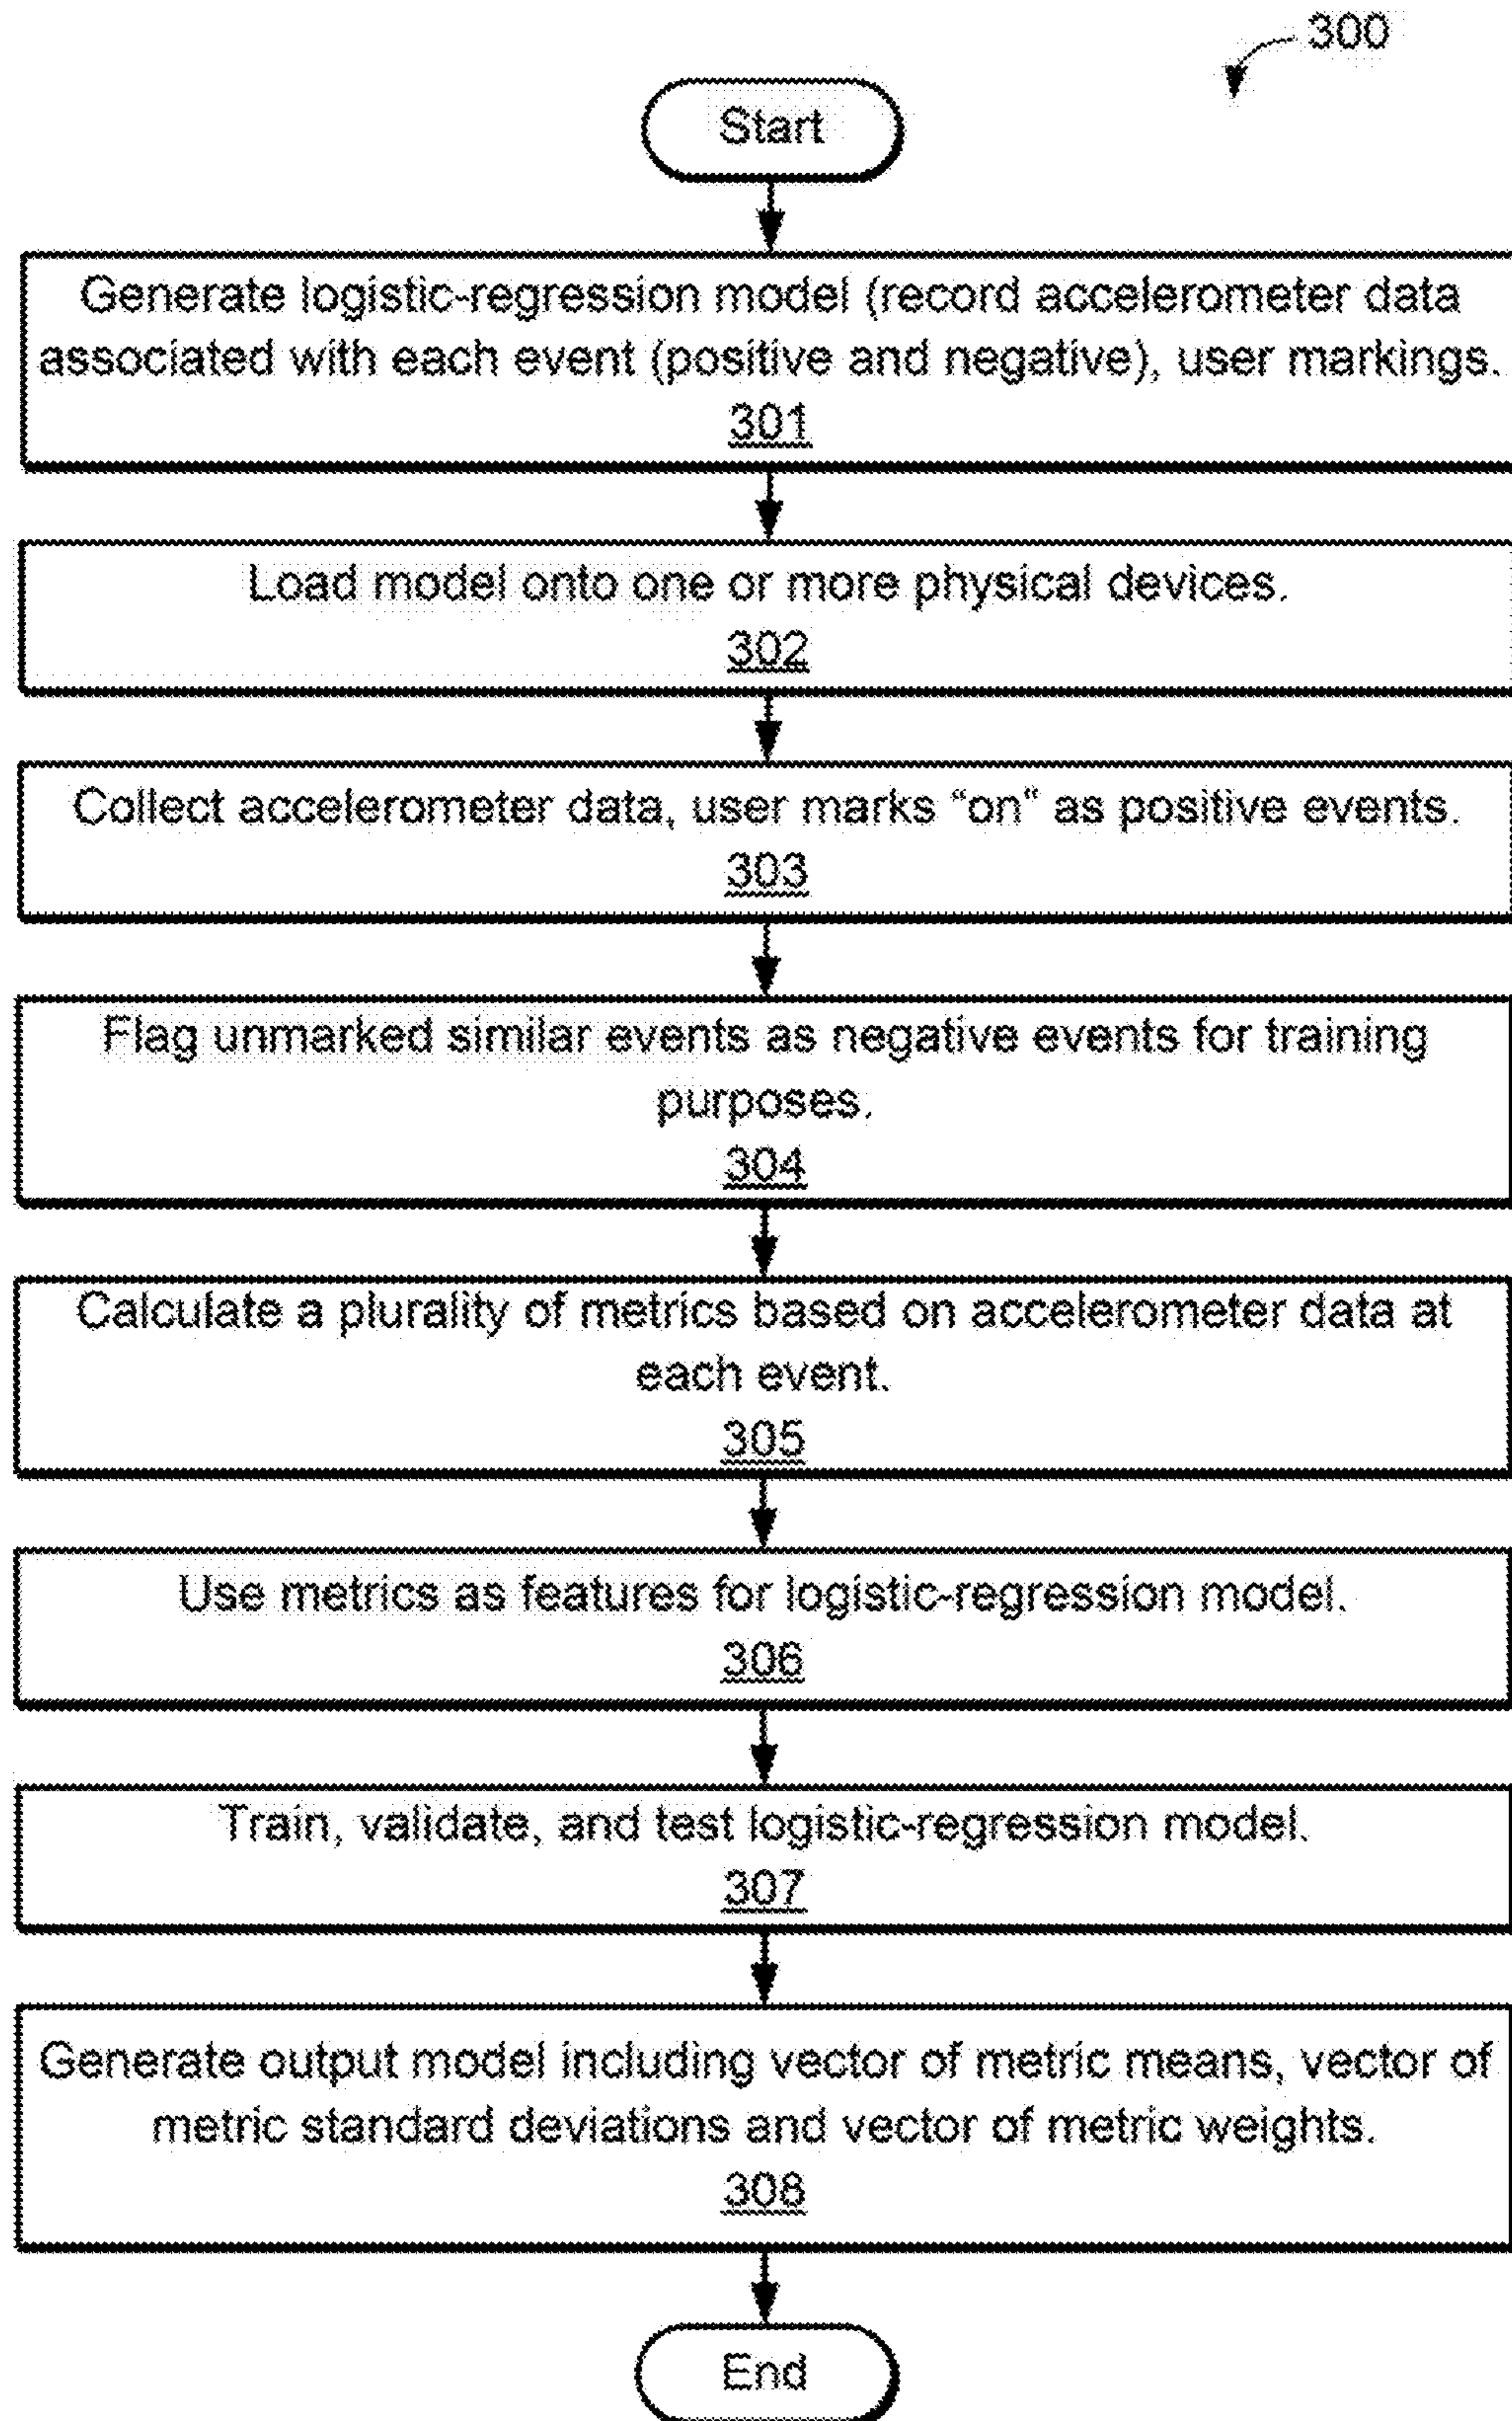 300
Start
Generate logistic-regression model (record accelerometer data
associated with each event (positive and negative), user markings.
301
Load model onto one or more physical devices.
302
Collect accelerometer data, user marks “on“ as positive events.
303
Flag unmarked similar events as negative events for training
purposes.
304
Calculate a plurality of metrics based on accelerometer data at
each event.
305
Use metrics as features for logistic-regression model.
306
Train, validate, and test logistic-regression model.
307
Generate output model including vector of metric means, vector of
metric standard deviations and vector of metric weights.
308
End